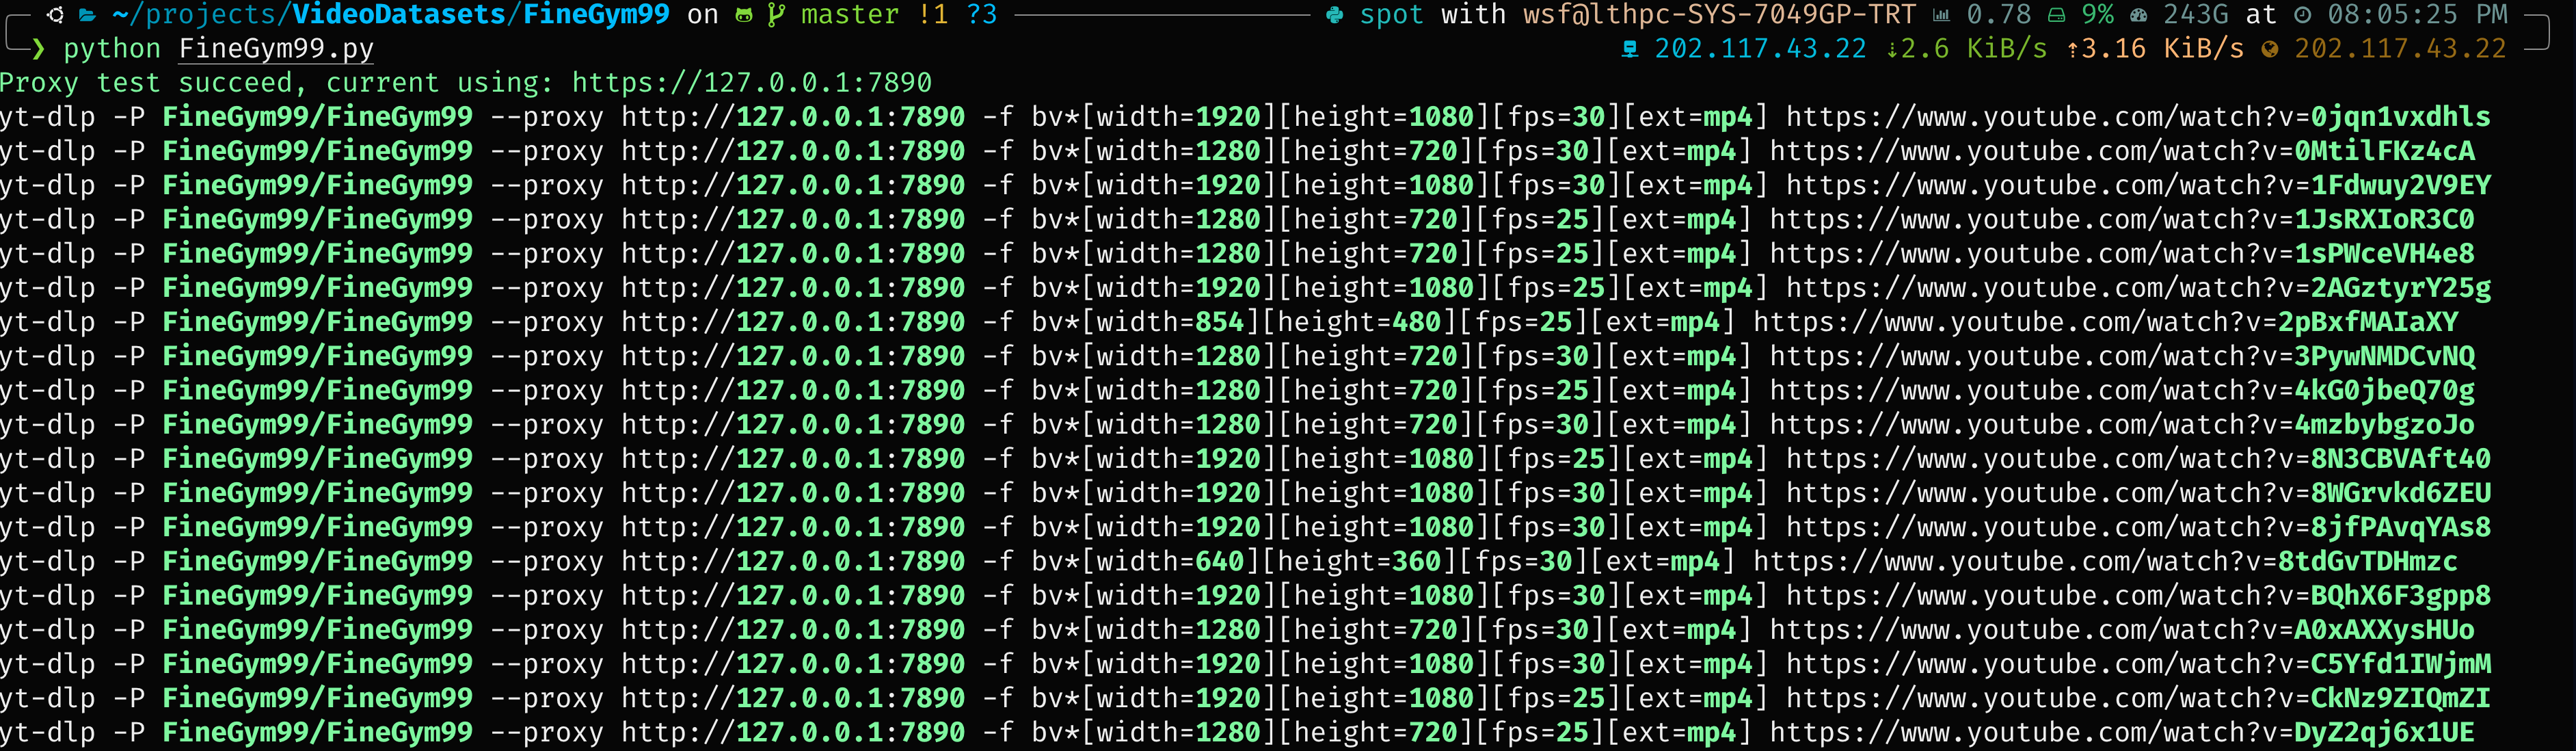 ~/projects/VideoDatasets/FineGym99 on master !1 ?3 spot with wsf@lthpc-SYS-7049GP-TRT 0.78 9% 243G at 08:05:25 PM
❯ python FineGym99.py 202.117.43.22 ↓2.6 KiB/s ↑3.16 KiB/s 202.117.43.22
Proxy test succeed, current using: https://127.0.0.1:7890
yt-dlp -P FineGym99/FineGym99 --proxy http://127.0.0.1:7890 -f bv*[width=1920][height=1080][fps=30][ext=mp4] https://www.youtube.com/watch?v=0jqn1vxdhls
yt-dlp -P FineGym99/FineGym99 --proxy http://127.0.0.1:7890 -f bv*[width=1280][height=720][fps=30][ext=mp4] https://www.youtube.com/watch?v=0MtilFKz4cA
yt-dlp -P FineGym99/FineGym99 --proxy http://127.0.0.1:7890 -f bv*[width=1920][height=1080][fps=30][ext=mp4] https://www.youtube.com/watch?v=1Fdwuy2V9EY
yt-dlp -P FineGym99/FineGym99 --proxy http://127.0.0.1:7890 -f bv*[width=1280][height=720][fps=25][ext=mp4] https://www.youtube.com/watch?v=1JsRXIoR3C0
yt-dlp -P FineGym99/FineGym99 --proxy http://127.0.0.1:7890 -f bv*[width=1280][height=720][fps=25][ext=mp4] https://www.youtube.com/watch?v=1sPWceVH4e8
yt-dlp -P FineGym99/FineGym99 --proxy http://127.0.0.1:7890 -f bv*[width=1920][height=1080][fps=25][ext=mp4] https://www.youtube.com/watch?v=2AGztyrY25g
yt-dlp -P FineGym99/FineGym99 --proxy http://127.0.0.1:7890 -f bv*[width=854][height=480][fps=25][ext=mp4] https://www.youtube.com/watch?v=2pBxfMAIaXY
yt-dlp -P FineGym99/FineGym99 --proxy http://127.0.0.1:7890 -f bv*[width=1280][height=720][fps=30][ext=mp4] https://www.youtube.com/watch?v=3PywNMDCvNQ
yt-dlp -P FineGym99/FineGym99 --proxy http://127.0.0.1:7890 -f bv*[width=1280][height=720][fps=25][ext=mp4] https://www.youtube.com/watch?v=4kG0jbeQ70g
yt-dlp -P FineGym99/FineGym99 --proxy http://127.0.0.1:7890 -f bv*[width=1280][height=720][fps=30][ext=mp4] https://www.youtube.com/watch?v=4mzbybgzoJo
yt-dlp -P FineGym99/FineGym99 --proxy http://127.0.0.1:7890 -f bv*[width=1920][height=1080][fps=25][ext=mp4] https://www.youtube.com/watch?v=8N3CBVAft40
yt-dlp -P FineGym99/FineGym99 --proxy http://127.0.0.1:7890 -f bv*[width=1920][height=1080][fps=30][ext=mp4] https://www.youtube.com/watch?v=8WGrvkd6ZEU
yt-dlp -P FineGym99/FineGym99 --proxy http://127.0.0.1:7890 -f bv*[width=1920][height=1080][fps=30][ext=mp4] https://www.youtube.com/watch?v=8jfPAvqYAs8
yt-dlp -P FineGym99/FineGym99 --proxy http://127.0.0.1:7890 -f bv*[width=640][height=360][fps=30][ext=mp4] https://www.youtube.com/watch?v=8tdGvTDHmzc
yt-dlp -P FineGym99/FineGym99 --proxy http://127.0.0.1:7890 -f bv*[width=1920][height=1080][fps=30][ext=mp4] https://www.youtube.com/watch?v=BQhX6F3gpp8
yt-dlp -P FineGym99/FineGym99 --proxy http://127.0.0.1:7890 -f bv*[width=1280][height=720][fps=30][ext=mp4] https://www.youtube.com/watch?v=A0xAXXysHUo
yt-dlp -P FineGym99/FineGym99 --proxy http://127.0.0.1:7890 -f bv*[width=1920][height=1080][fps=30][ext=mp4] https://www.youtube.com/watch?v=C5Yfd1IWjmM
yt-dlp -P FineGym99/FineGym99 --proxy http://127.0.0.1:7890 -f bv*[width=1920][height=1080][fps=25][ext=mp4] https://www.youtube.com/watch?v=CkNz9ZIQmZI
yt-dlp -P FineGym99/FineGym99 --proxy http://127.0.0.1:7890 -f bv*[width=1280][height=720][fps=25][ext=mp4] https://www.youtube.com/watch?v=DyZ2qj6x1UE